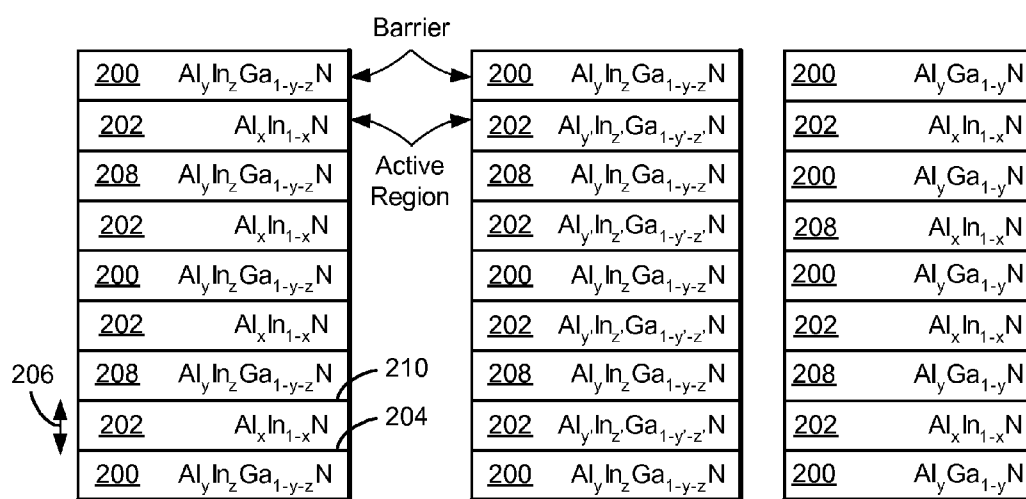 Barrier
200 AlyInzGa1-y-zN 200 AlyInzGa1-y-zN 200 AlyGa1-yN
202 AlxIn1-xN 202 Aly'Inz'Ga1-y'-z'N 202 AlxIn1-xN
Active
Region
208 AlyInzGa1-y-zN 208 AlyInzGa1-y-zN 200 AlyGa1-yN
202 AlxIn1-xN 202 Aly'Inz'Ga1-y'-z'N 208 AlxIn1-xN
200 AlyInzGa1-y-zN 200 AlyInzGa1-y-zN 200 AlyGa1-yN
202 AlxIn1-xN 202 Aly'Inz'Ga1-y'-z'N 202 AlxIn1-xN
206 208 AlyInzGa1-y-zN 210 208 AlyInzGa1-y-zN 208 AlyGa1-yN
202 AlxIn1-xN 204 202 Aly'Inz'Ga1-y'-z'N 202 AlxIn1-xN
200 AlyInzGa1-y-zN 200 AlyInzGa1-y-zN 200 AlyGa1-yN